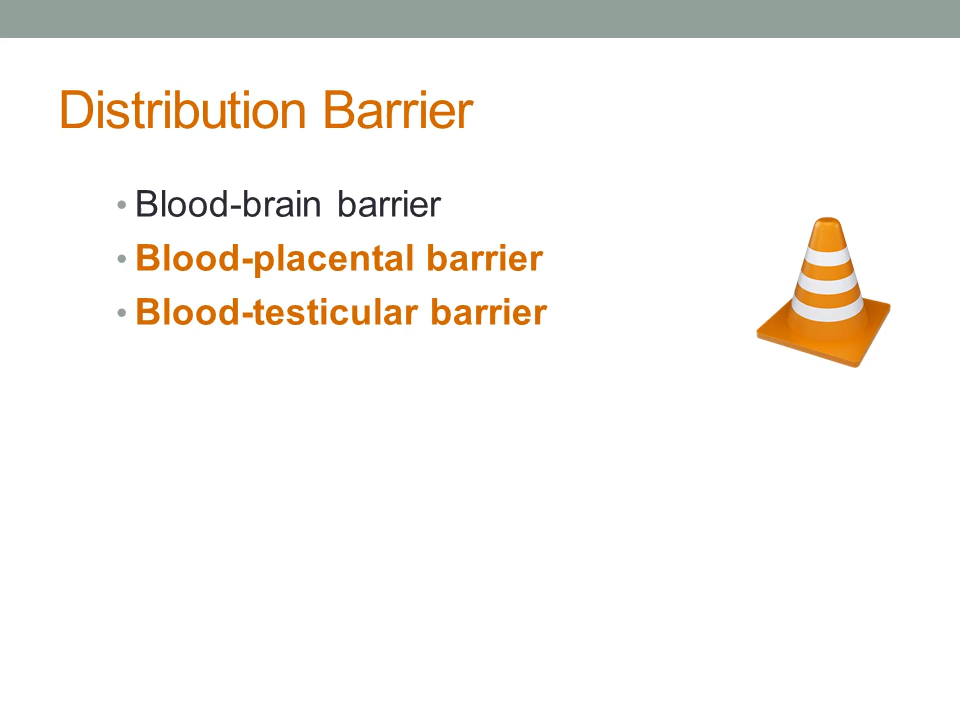 Distribution Barrier
• Blood-brain barrier
• Blood-placental barrier
• Blood-testicular barrier